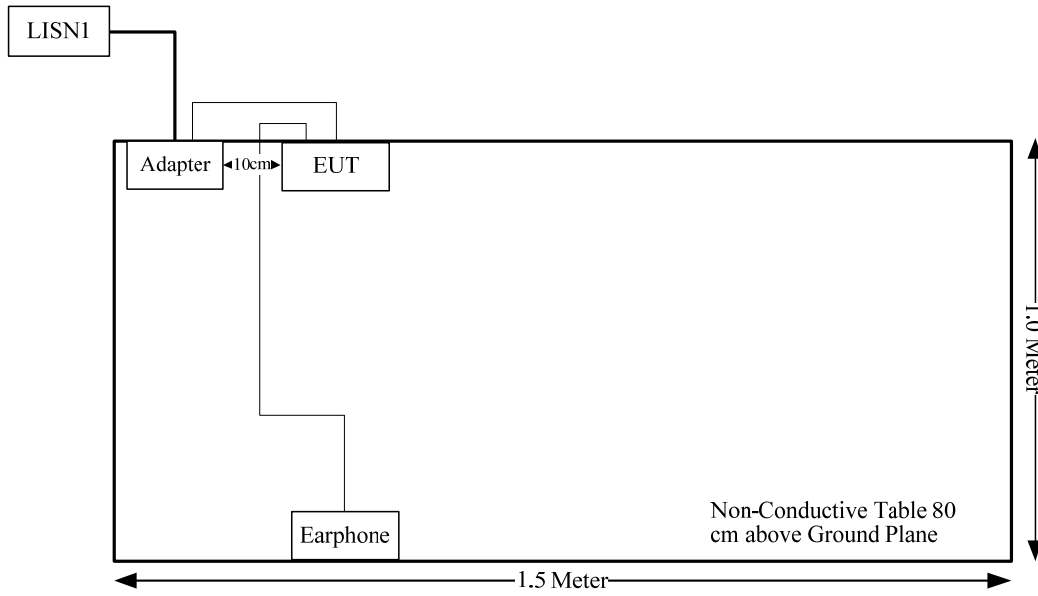 LISN1
Adapter
10cm
EUT
1.0 Meter
Earphone
Non-Conductive Table 80
cm above Ground Plane
1.5 Meter